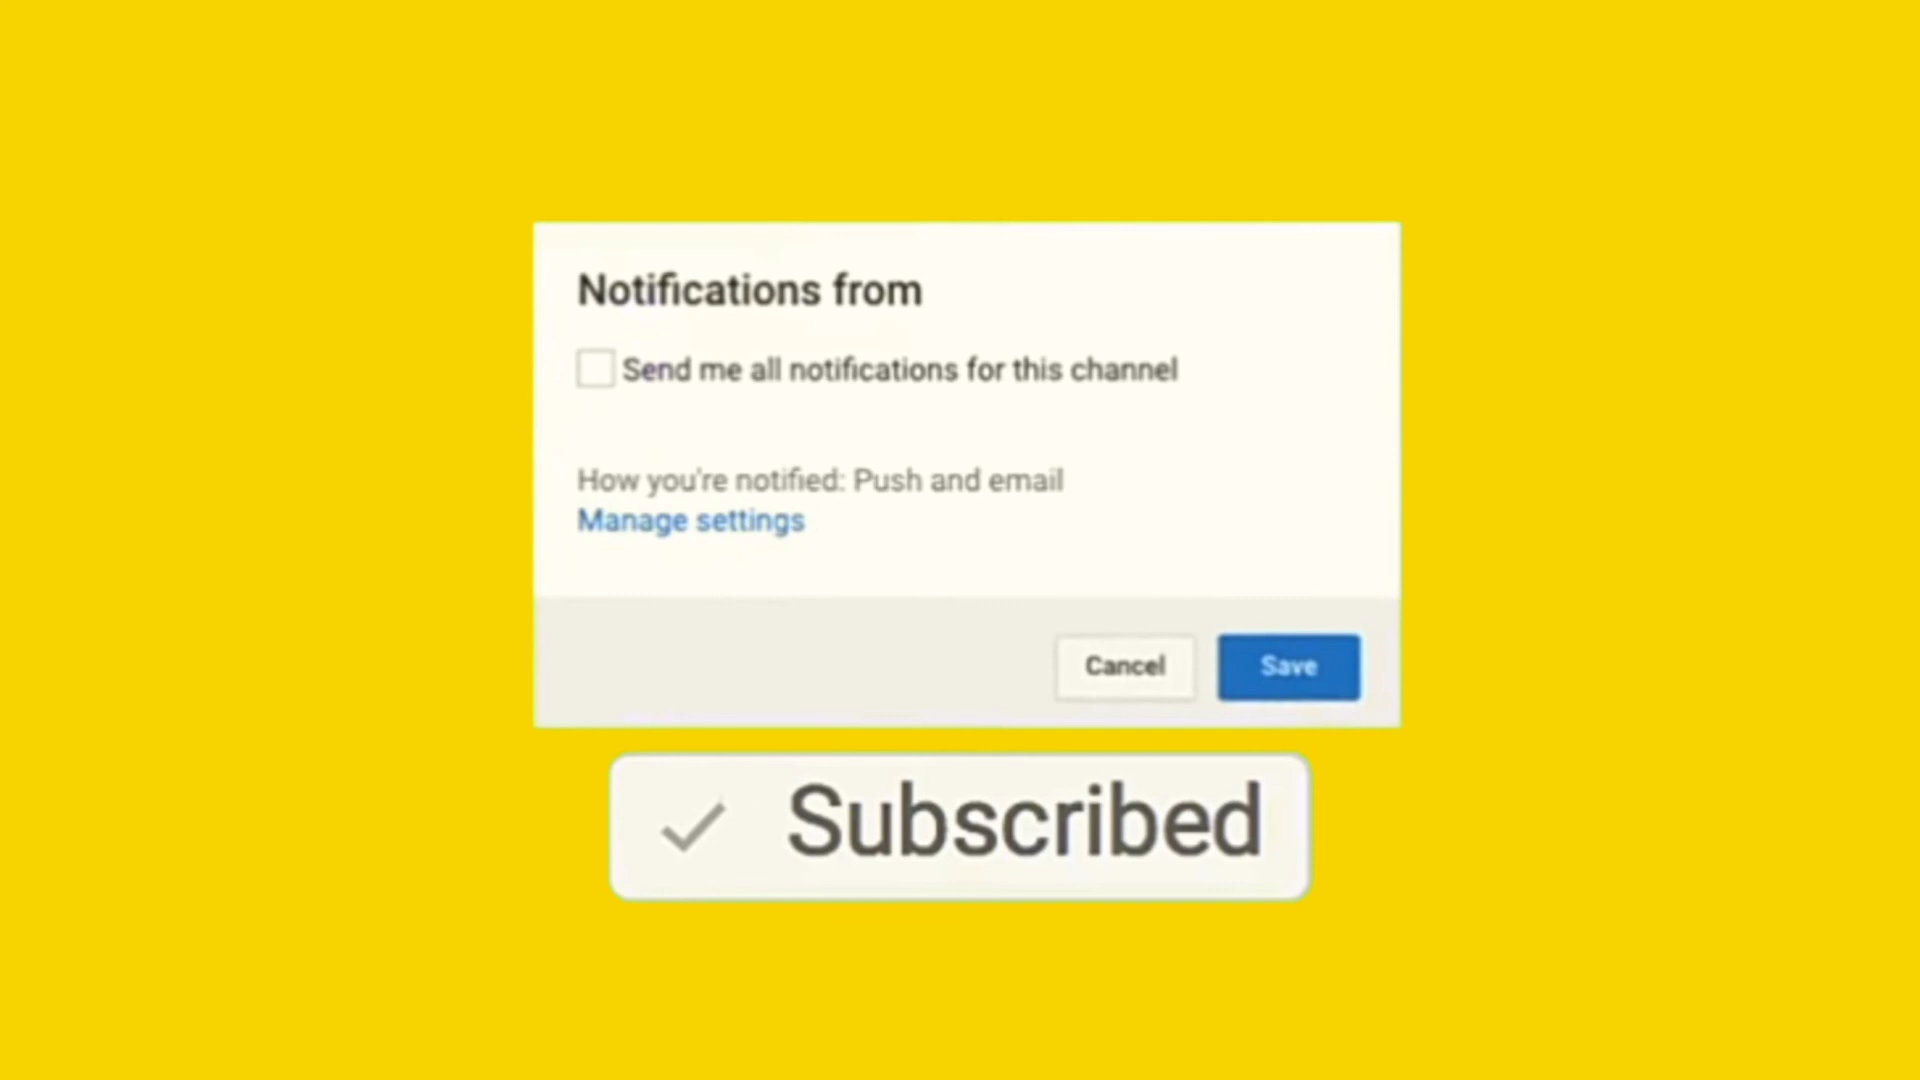 Notifications from
Send me all notifications for this channel
How you're notified: Push and email
Manage settings
Cancel Save
Subscribed